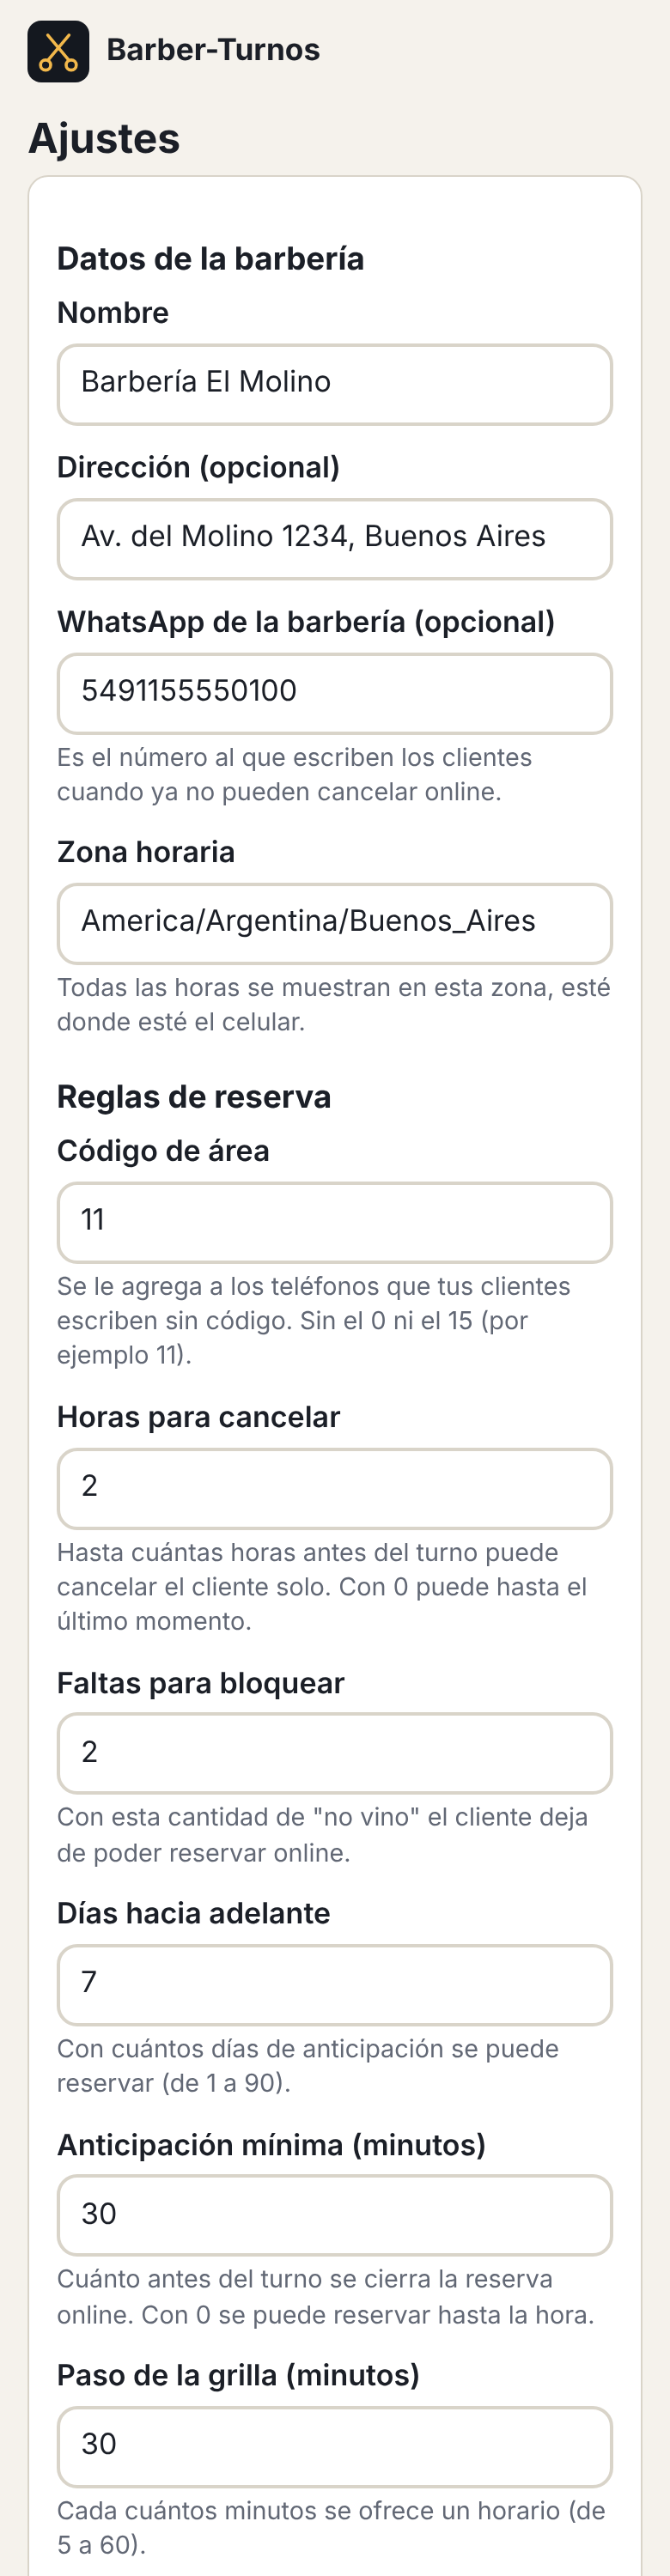 Barber-Turnos
Ajustes
Datos de la barbería
Nombre
Barbería El Molino
Dirección (opcional)
Av. del Molino 1234, Buenos Aires
WhatsApp de la barbería (opcional)
5491155550100
Es el número al que escriben los clientes
cuando ya no pueden cancelar online.
Zona horaria
America/Argentina/Buenos_Aires
Todas las horas se muestran en esta zona, esté
donde esté el celular.
Reglas de reserva
Código de área
11
Se le agrega a los teléfonos que tus clientes
escriben sin código. Sin el 0 ni el 15 (por
ejemplo 11).
Horas para cancelar
2
Hasta cuántas horas antes del turno puede
cancelar el cliente solo. Con 0 puede hasta el
último momento.
Faltas para bloquear
2
Con esta cantidad de "no vino" el cliente deja
de poder reservar online.
Días hacia adelante
7
Con cuántos días de anticipación se puede
reservar (de 1 a 90).
Anticipación mínima (minutos)
30
Cuánto antes del turno se cierra la reserva
online. Con 0 se puede reservar hasta la hora.
Paso de la grilla (minutos)
30
Cada cuántos minutos se ofrece un horario (de
5 a 60).